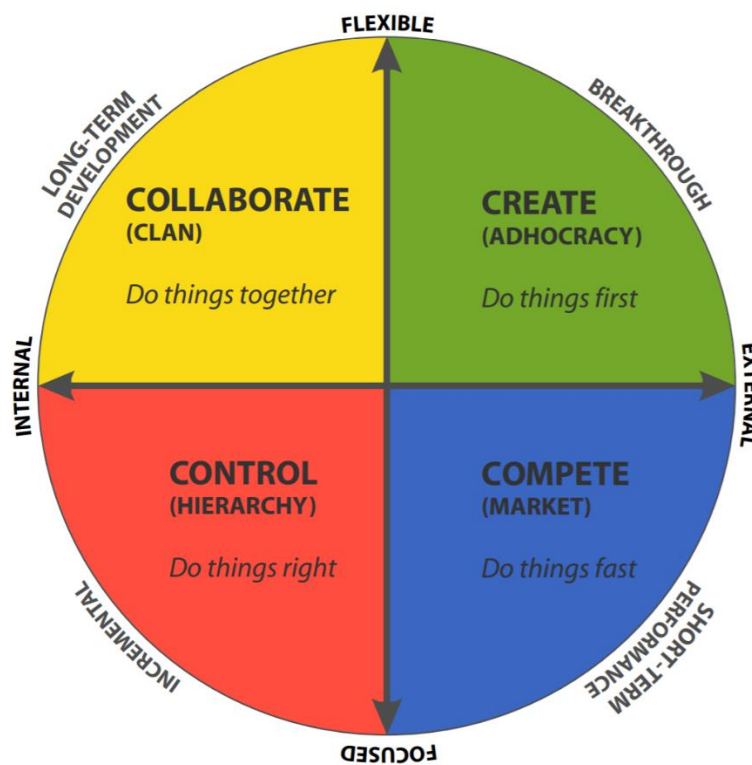 FLEXIBLE
LONG-TERM
DEVELOPMENT
BREAKTHROUGH
COLLABORATE
(CLAN)
Do things together
CREATE
(ADHOCRACY)
Do things first
INTERNAL
EXTERNAL
CONTROL
(HIERARCHY)
Do things right
COMPETE
(MARKET)
Do things fast
INCREMENTAL
SHORT-TERM
PERFORMANCE
FOCUSED